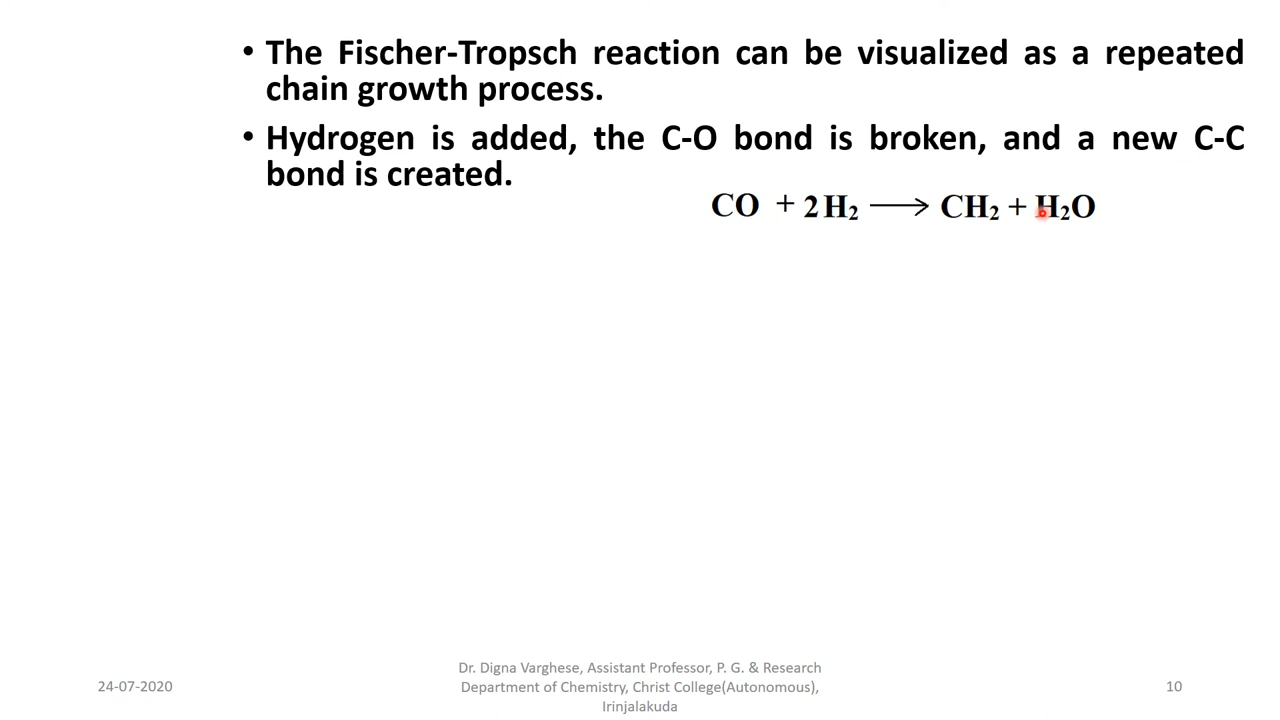 • The Fischer-Tropsch reaction can be visualized as a repeated
chain growth process.
• Hydrogen is added, the C-O bond is broken, and a new C-C
bond is created.
CO + 2 H₂ ⟶ CH₂ + H₂O
24-07-2020
Dr. Digna Varghese, Assistant Professor, P. G. & Research
Department of Chemistry, Christ College(Autonomous),
Irinjalakuda
10